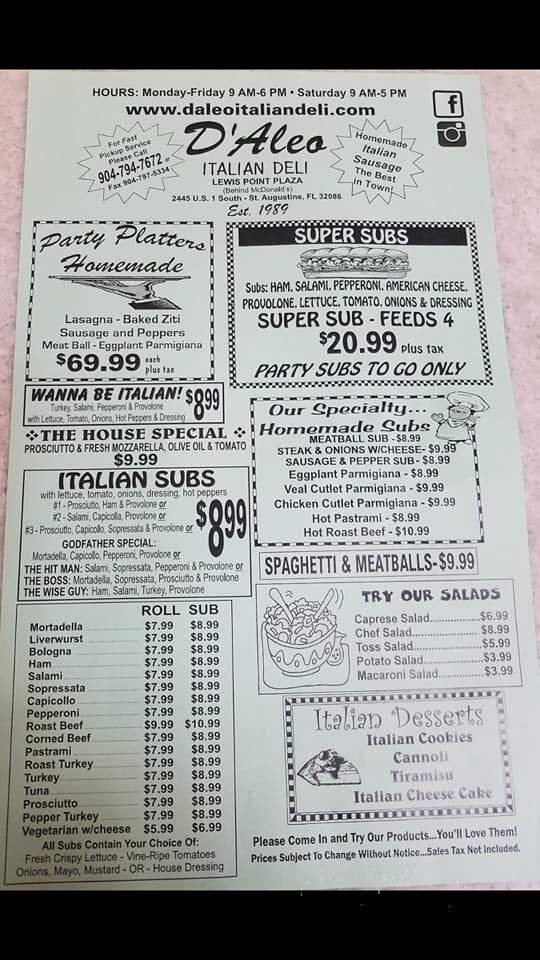 HOURS: Monday-Friday 9 AM-6 PM • Saturday 9 AM-5 PM
www.daleoitaliandeli.com
f
For Fast
Pickup Service
Please Call
904-794-7672 or
Fax 904-797-5334
D'Aleo
ITALIAN DELI
LEWIS POINT PLAZA
(Behind McDonald's)
2445 U.S. 1 South - St. Augustine, FL 32086
Est. 1989
Homemade
Italian
Sausage
The Best
in Town!
Party Platters
Homemade
Lasagna - Baked Ziti
Sausage and Peppers
Meat Ball - Eggplant Parmigiana
$69.99 each plus tax
SUPER SUBS
Subs: HAM, SALAMI, PEPPERONI, AMERICAN CHEESE,
PROVOLONE, LETTUCE, TOMATO, ONIONS & DRESSING
SUPER SUB - FEEDS 4
$20.99 plus tax
PARTY SUBS TO GO ONLY
WANNA BE ITALIAN! $8.99
Turkey, Salami, Pepperoni & Provolone
with Lettuce, Tomato, Onions, Hot Peppers & Dressing
THE HOUSE SPECIAL
PROSCIUTTO & FRESH MOZZARELLA, OLIVE OIL & TOMATO
$9.99
ITALIAN SUBS
with lettuce, tomato, onions, dressing, hot peppers
#1 - Prosciutto, Ham & Provolone or
#2 - Salami, Capicolla, Provolone or
#3 - Prosciutto, Capicollo, Sopressata & Provolone or
$8.99
GODFATHER SPECIAL:
Mortadella, Capicollo, Pepperoni, Provolone or
THE HIT MAN: Salami, Sopressata, Pepperoni & Provolone or
THE BOSS: Mortadella, Sopressata, Prosciutto & Provolone
THE WISE GUY: Ham, Salami, Turkey, Provolone
Our Specialty...
Homemade Subs
MEATBALL SUB - $8.99
STEAK & ONIONS W/CHEESE- $9.99
SAUSAGE & PEPPER SUB - $8.99
Eggplant Parmigiana - $8.99
Veal Cutlet Parmigiana - $9.99
Chicken Cutlet Parmigiana - $9.99
Hot Pastrami - $8.99
Hot Roast Beef - $10.99
SPAGHETTI & MEATBALLS-$9.99
ROLL SUB
Mortadella $7.99 $8.99
Liverwurst $7.99 $8.99
Bologna $7.99 $8.99
Ham $7.99 $8.99
Salami $7.99 $8.99
Sopressata $7.99 $8.99
Capicollo $7.99 $8.99
Pepperoni $7.99 $8.99
Roast Beef $9.99 $10.99
Corned Beef $7.99 $8.99
Pastrami $7.99 $8.99
Roast Turkey $7.99 $8.99
Turkey $7.99 $8.99
Tuna $7.99 $8.99
Prosciutto $7.99 $8.99
Pepper Turkey $7.99 $8.99
Vegetarian w/cheese $5.99 $6.99
All Subs Contain Your Choice Of:
Fresh Crispy Lettuce - Vine-Ripe Tomatoes
Onions, Mayo, Mustard - OR - House Dressing
TRY OUR SALADS
Caprese Salad.................$6.99
Chef Salad...................... $8.99
Toss Salad......................$5.99
Potato Salad...................$3.99
Macaroni Salad...............$3.99
Italian Desserts
Italian Cookies
Cannoli
Tiramisu
Italian Cheese Cake
Please Come In and Try Our Products...You'll Love Them!
Prices Subject To Change Without Notice...Sales Tax Not Included.